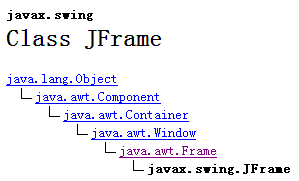 javax.swing
Class JFrame
java.lang.Object
java.awt.Component
java.awt.Container
java.awt.Window
java.awt.Frame
javax.swing.JFrame